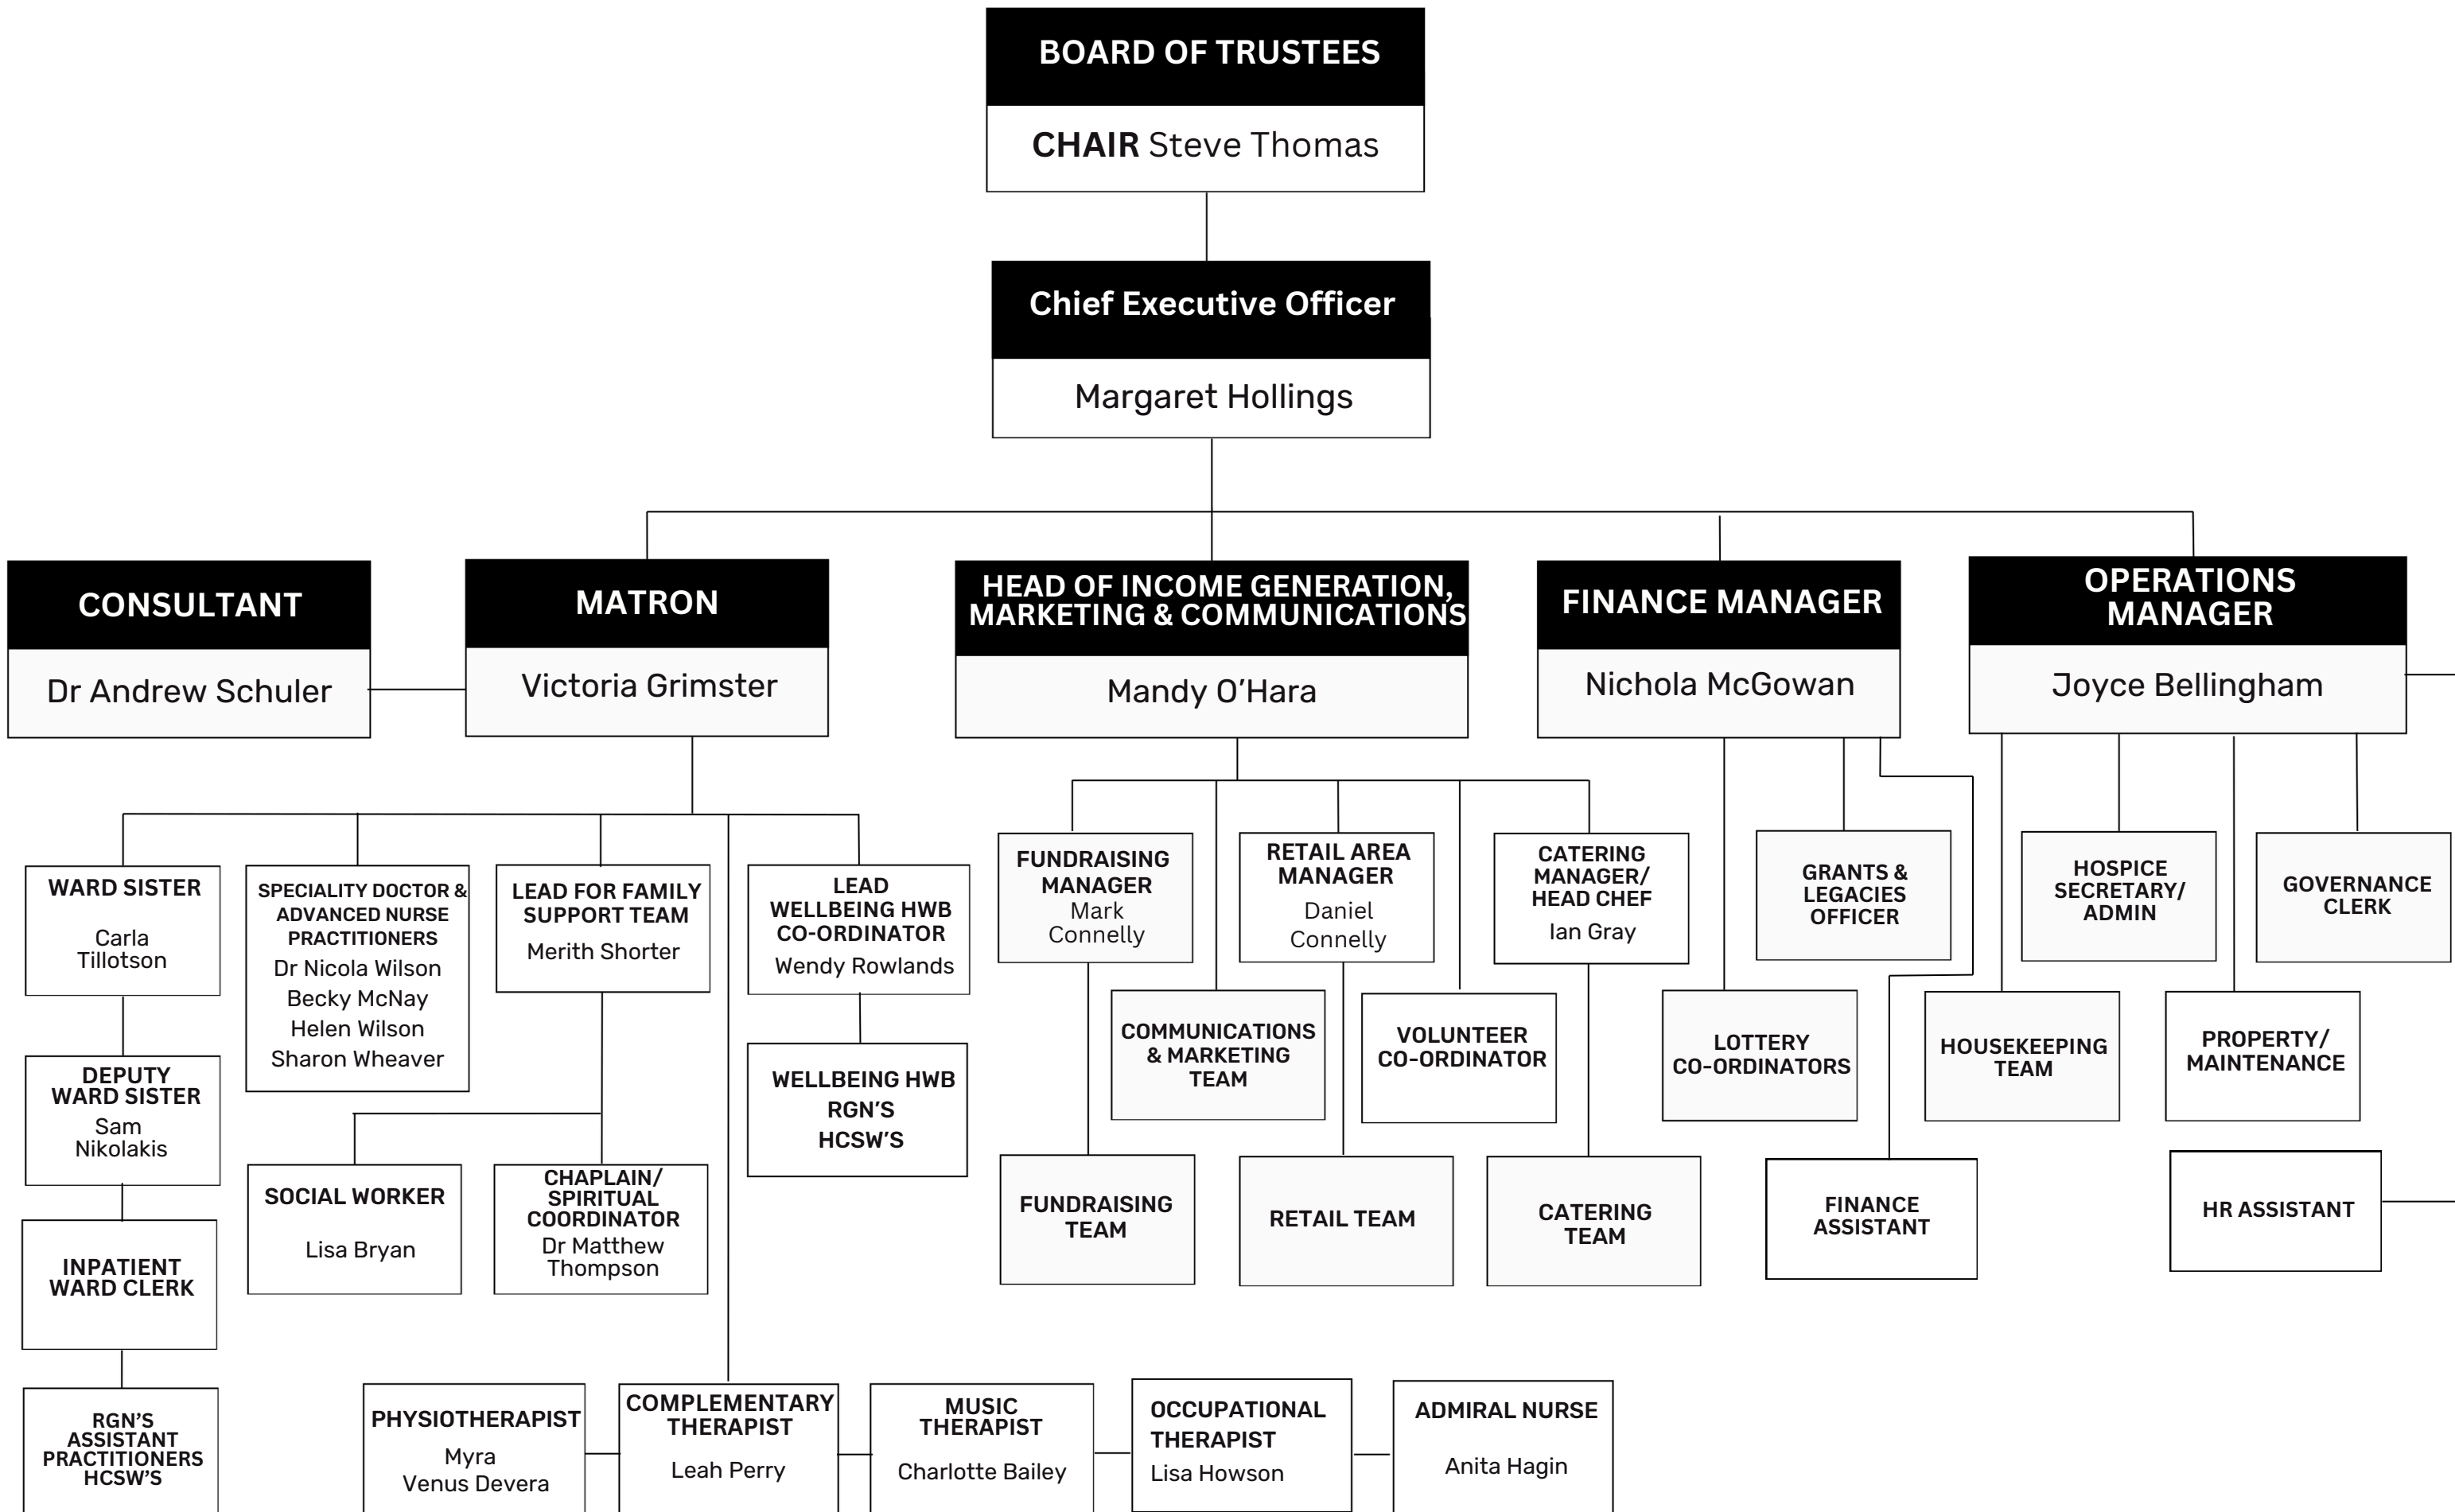 BOARD OF TRUSTEES
CHAIR Steve Thomas
Chief Executive Officer
Margaret Hollings
CONSULTANT
Dr Andrew Schuler
MATRON
Victoria Grimster
HEAD OF INCOME GENERATION,
MARKETING & COMMUNICATIONS
Mandy O'Hara
FINANCE MANAGER
Nichola McGowan
OPERATIONS
MANAGER
Joyce Bellingham
WARD SISTER
Carla
Tillotson
SPECIALITY DOCTOR &
ADVANCED NURSE
PRACTITIONERS
Dr Nicola Wilson
Becky McNay
Helen Wilson
Sharon Wheaver
LEAD FOR FAMILY
SUPPORT TEAM
Merith Shorter
LEAD
WELLBEING HWB
CO-ORDINATOR
Wendy Rowlands
FUNDRAISING
MANAGER
Mark
Connelly
RETAIL AREA
MANAGER
Daniel
Connelly
CATERING
MANAGER/
HEAD CHEF
Ian Gray
GRANTS &
LEGACIES
OFFICER
HOSPICE
SECRETARY/
ADMIN
GOVERNANCE
CLERK
DEPUTY
WARD SISTER
Sam
Nikolakis
WELLBEING HWB
RGN'S
HCSW'S
COMMUNICATIONS
& MARKETING
TEAM
VOLUNTEER
CO-ORDINATOR
LOTTERY
CO-ORDINATORS
HOUSEKEEPING
TEAM
PROPERTY/
MAINTENANCE
INPATIENT
WARD CLERK
SOCIAL WORKER
Lisa Bryan
CHAPLAIN/
SPIRITUAL
COORDINATOR
Dr Matthew
Thompson
FUNDRAISING
TEAM
RETAIL TEAM
CATERING
TEAM
FINANCE
ASSISTANT
HR ASSISTANT
RGN'S
ASSISTANT
PRACTITIONERS
HCSW'S
PHYSIOTHERAPIST
Myra
Venus Devera
COMPLEMENTARY
THERAPIST
Leah Perry
MUSIC
THERAPIST
Charlotte Bailey
OCCUPATIONAL
THERAPIST
Lisa Howson
ADMIRAL NURSE
Anita Hagin